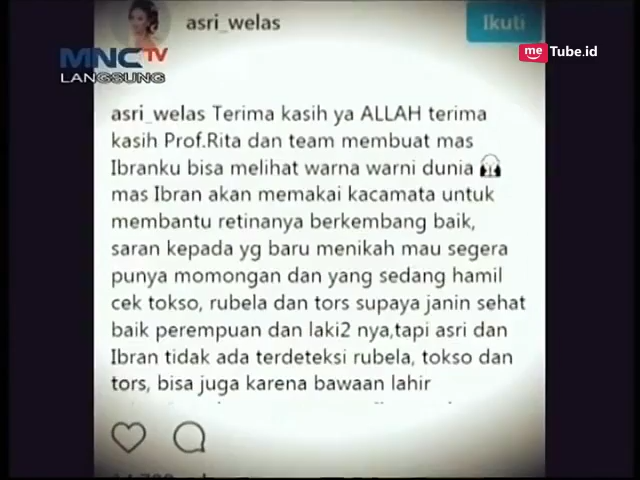 asri_welas
Ikuti
MNCTV
LANGSUNG
me Tube.id
asri_welas Terima kasih ya ALLAH terima
kasih Prof.Rita dan team membuat mas
Ibranku bisa melihat warna warni dunia
mas Ibran akan memakai kacamata untuk
membantu retinanya berkembang baik,
saran kepada yg baru menikah mau segera
punya momongan dan yang sedang hamil
cek tokso, rubela dan tors supaya janin sehat
baik perempuan dan laki2 nya,tapi asri dan
Ibran tidak ada terdeteksi rubela, tokso dan
tors, bisa juga karena bawaan lahir